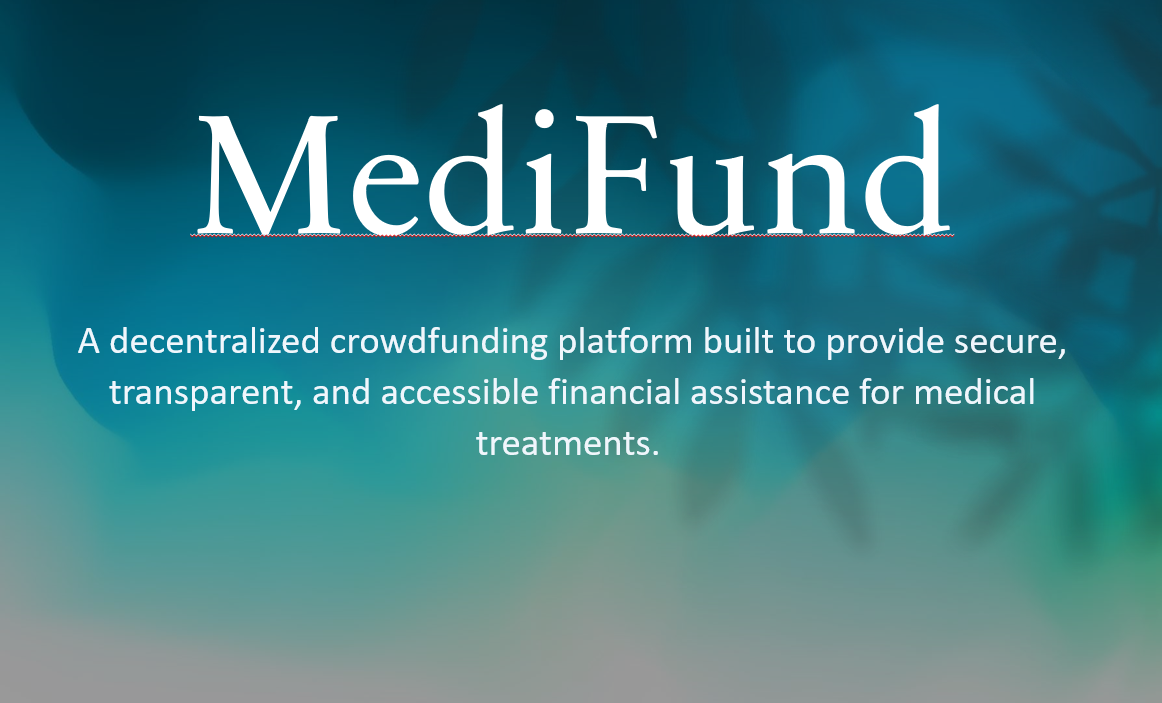 MediFund
A decentralized crowdfunding platform built to provide secure,
transparent, and accessible financial assistance for medical
treatments.